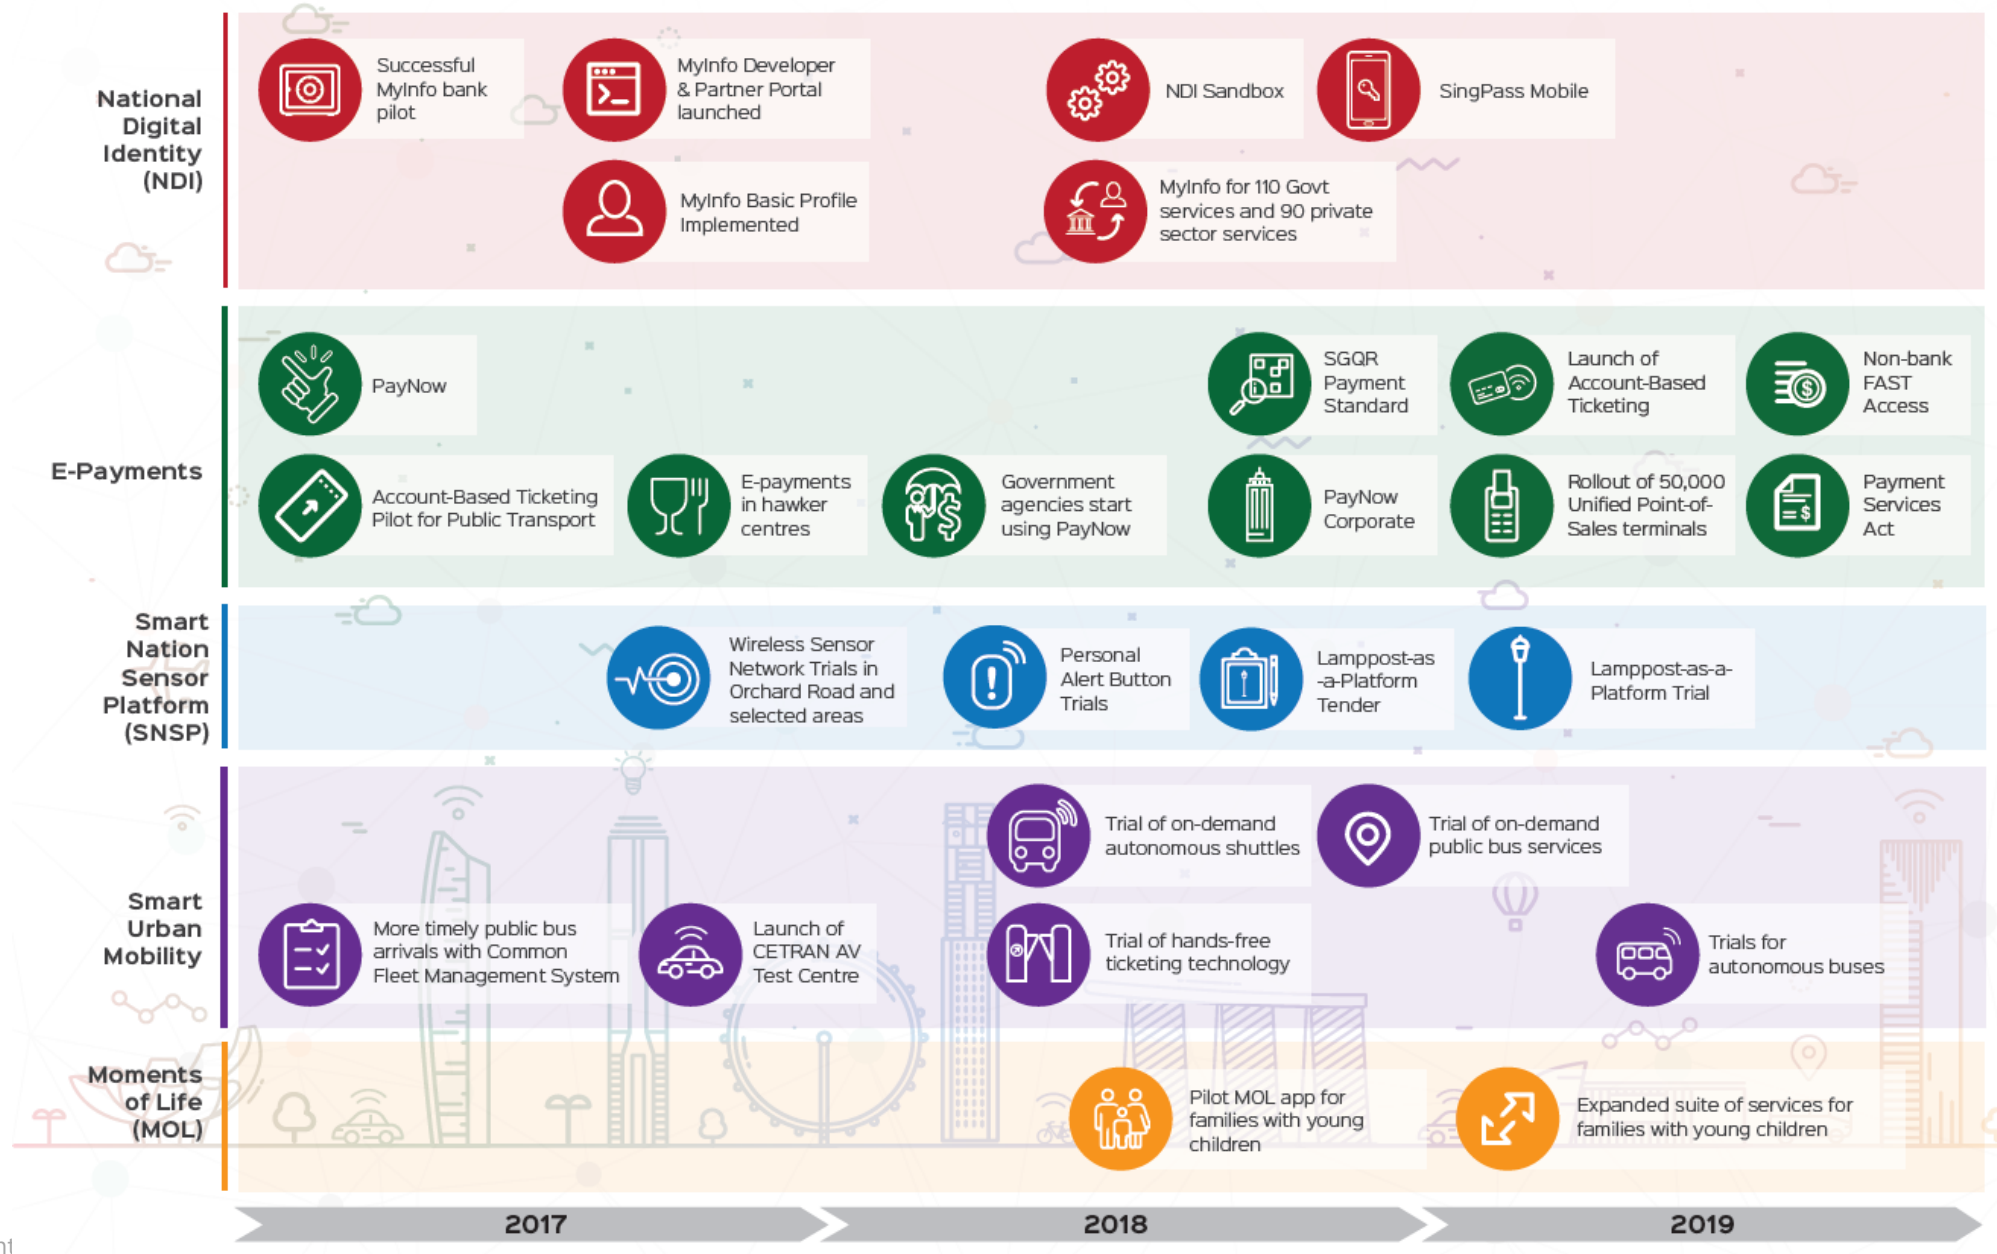 National
Digital
Identity
(NDI)
Successful
MyInfo bank
pilot
MyInfo Developer
& Partner Portal
launched
NDI Sandbox
SingPass Mobile
MyInfo Basic Profile
Implemented
MyInfo for 110 Govt
services and 90 private
sector services
E-Payments
PayNow
SGQR
Payment
Standard
Launch of
Account-Based
Ticketing
Non-bank
FAST
Access
Account-Based Ticketing
Pilot for Public Transport
E-payments
in hawker
centres
Government
agencies start
using PayNow
PayNow
Corporate
Rollout of 50,000
Unified Point-of-
Sales terminals
Payment
Services
Act
Smart
Nation
Sensor
Platform
(SNSP)
Wireless Sensor
Network Trials in
Orchard Road and
selected areas
Personal
Alert Button
Trials
Lamppost-as
-a-Platform
Tender
Lamppost-as-a-
Platform Trial
Smart
Urban
Mobility
Trial of on-demand
autonomous shuttles
Trial of on-demand
public bus services
More timely public bus
arrivals with Common
Fleet Management System
Launch of
CETRAN AV
Test Centre
Trial of hands-free
ticketing technology
Trials for
autonomous buses
Moments
of Life
(MOL)
Pilot MOL app for
families with young
children
Expanded suite of services for
families with young children
2017
2018
2019